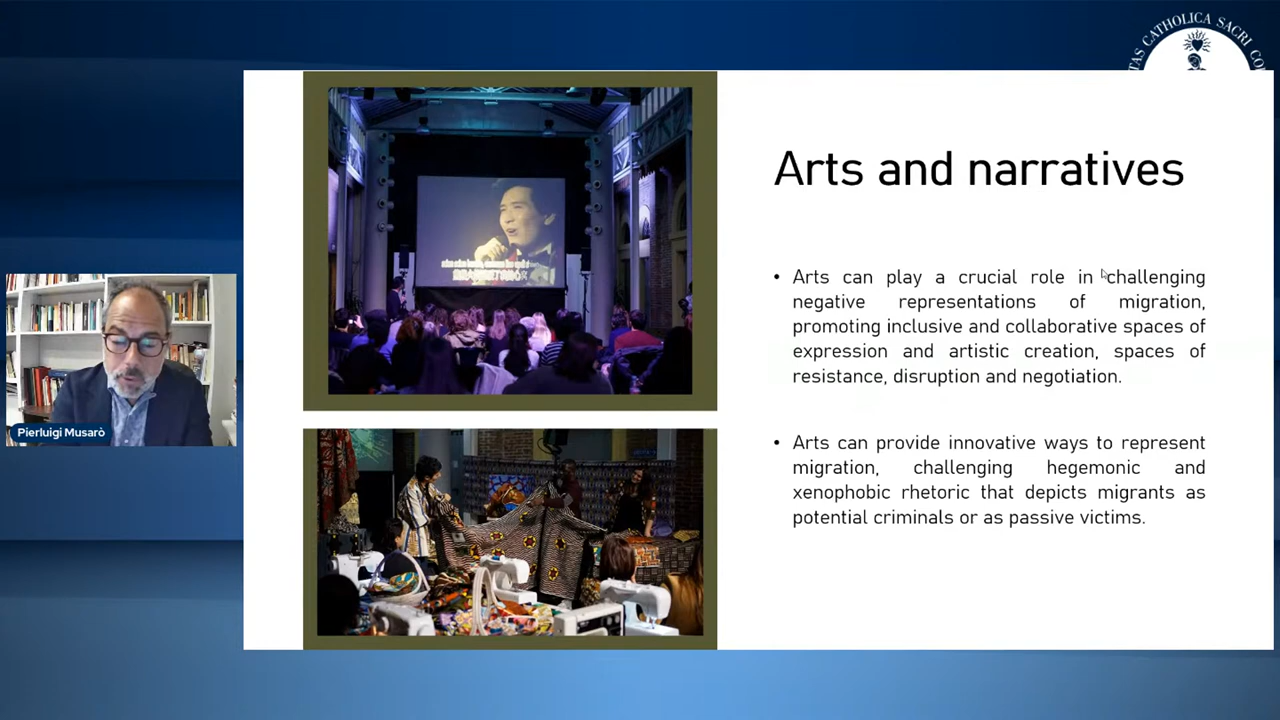 TAS CATHOLICA SACRI CO
Arts and narratives
• Arts can play a crucial role in challenging
negative representations of migration,
promoting inclusive and collaborative spaces of
expression and artistic creation, spaces of
resistance, disruption and negotiation.
• Arts can provide innovative ways to represent
migration, challenging hegemonic and
xenophobic rhetoric that depicts migrants as
potential criminals or as passive victims.
Pierluigi Musarò